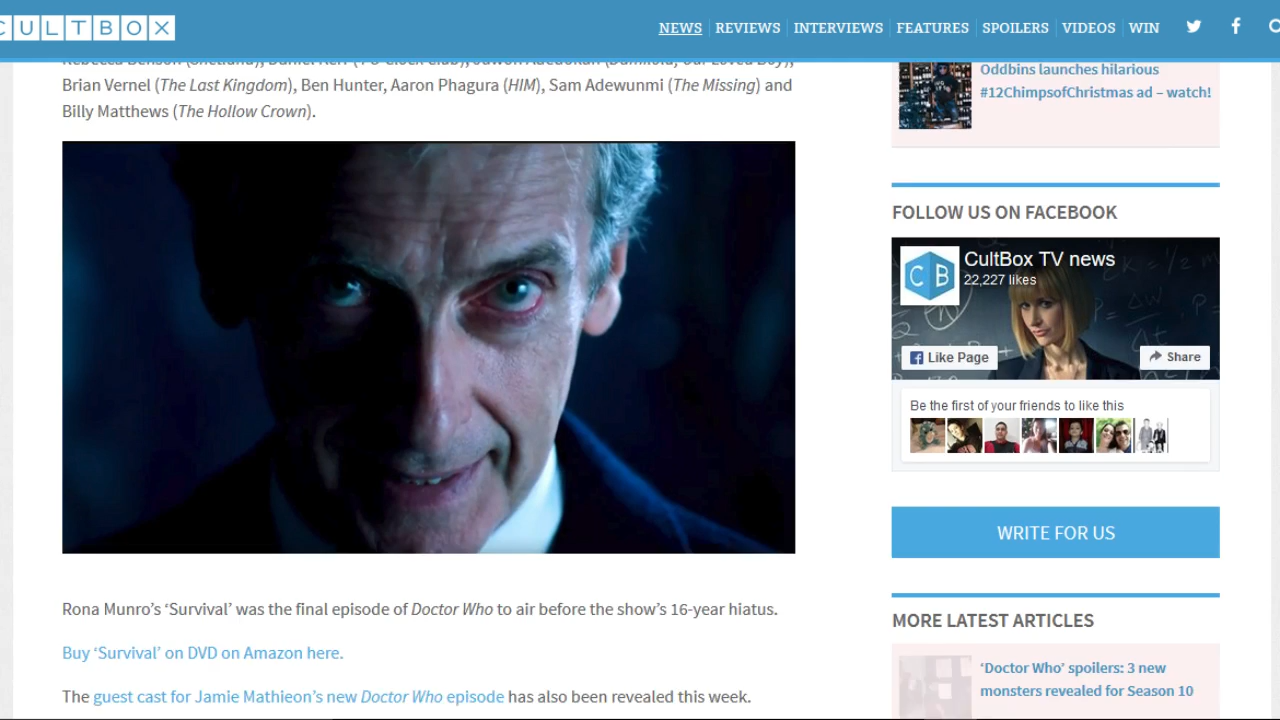 CULTBOX
NEWS REVIEWS INTERVIEWS FEATURES SPOILERS VIDEOS WIN
Brian Vernel (The Last Kingdom), Ben Hunter, Aaron Phagura (HIM), Sam Adewunmi (The Missing) and
Billy Matthews (The Hollow Crown).
Rona Munro’s ‘Survival’ was the final episode of Doctor Who to air before the show’s 16-year hiatus.
Buy ‘Survival’ on DVD on Amazon here.
The guest cast for Jamie Mathieon’s new Doctor Who episode has also been revealed this week.
Oddbins launches hilarious
#12ChimpsofChristmas ad – watch!
FOLLOW US ON FACEBOOK
CB
CultBox TV news
22,227 likes
Like Page
Share
Be the first of your friends to like this
WRITE FOR US
MORE LATEST ARTICLES
‘Doctor Who’ spoilers: 3 new
monsters revealed for Season 10